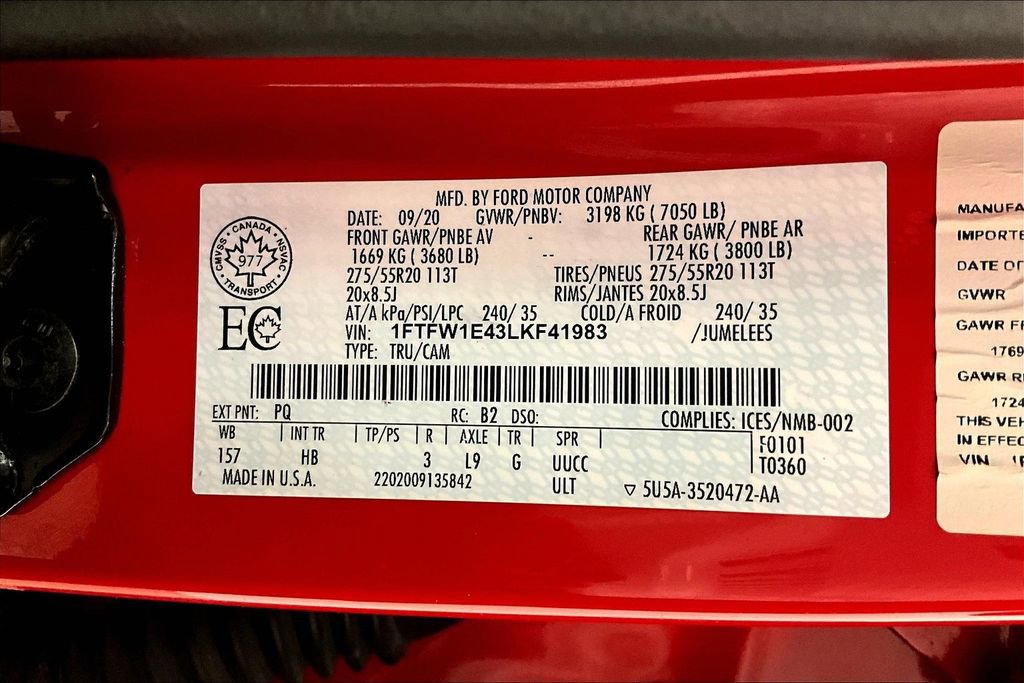 MFD. BY FORD MOTOR COMPANY
DATE: 09/20 GVWR/PNBV: 3198 KG ( 7050 LB)
FRONT GAWR/PNBE AV - REAR GAWR/ PNBE AR
1669 KG ( 3680 LB) -- 1724 KG ( 3800 LB)
275/55R20 113T TIRES/PNEUS 275/55R20 113T
20x8.5J RIMS/JANTES 20x8.5J
AT/A kPa/PSI/LPC 240/ 35 COLD/A FROID 240/ 35
VIN: 1FTFW1E43LKF41983 /JUMELEES
TYPE: TRU/CAM
CANADA
CMVSS • NSVAC
977
TRANSPORT
EC
EXT PNT: PQ RC: B2 DSO: COMPLIES: ICES/NMB-002
WB | INT TR | TP/PS | R | AXLE | TR | SPR | F0101
157 HB 3 L9 G UUCC T0360
MADE IN U.S.A. 2202009135842 ULT ▽ 5U5A-3520472-AA
MANUFA
IMPORTE
DATE OF
GVWR
GAWR FR
1769
GAWR RE
1724
THIS VEH
IN EFFEC
VIN